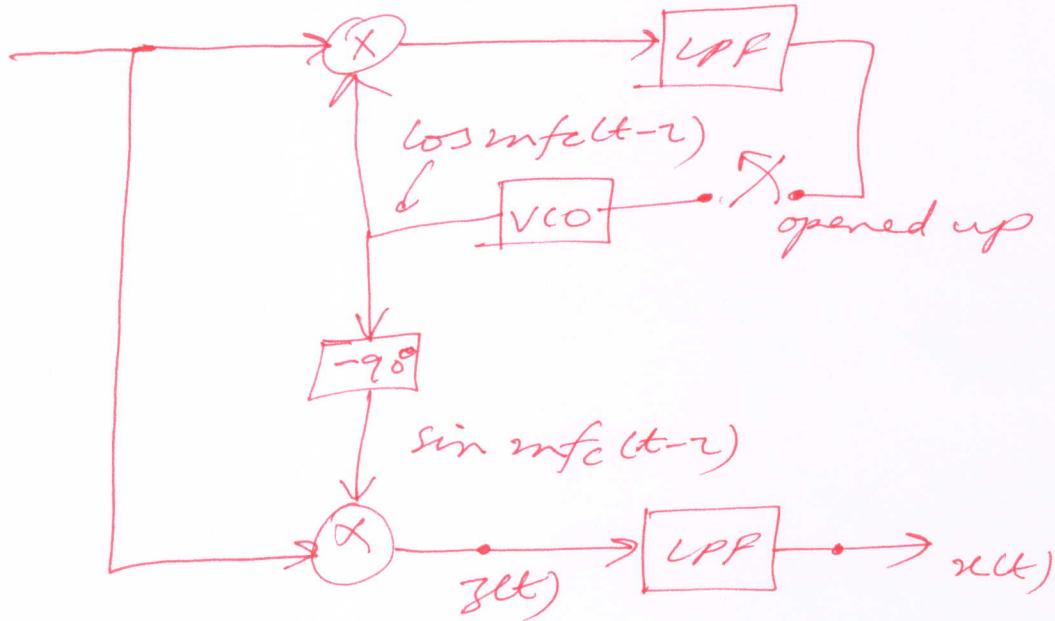 X
LPF
cos 2πfc(t-τ)
VCO
opened up
-90°
sin 2πfc(t-τ)
X
z(t)
LPF
x(t)